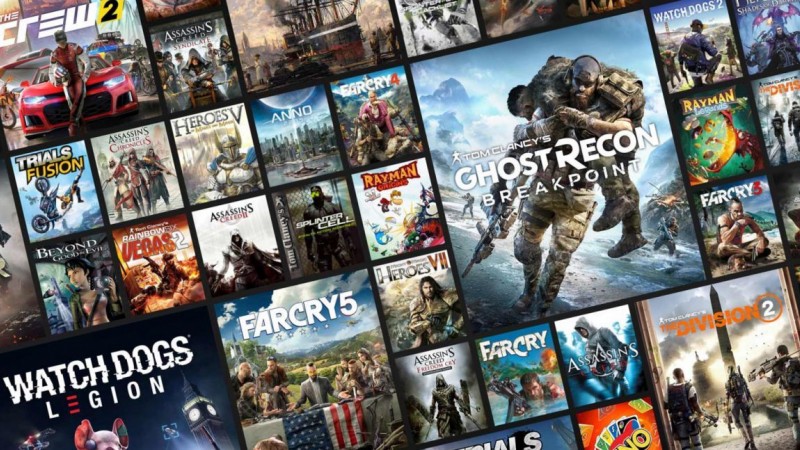 THE
CREW 2
ASSASSIN'S
CREED
SYNDICATE
WATCH DOGS 2
HEROES V
ANNO
FARCRY 4
RAYMAN
TOM CLANCY'S
GHOST RECON
BREAKPOINT
TRIALS
FUSION
ASSASSIN'S
CREED
CHRONICLES
RAYMAN
ORIGINS
FARCRY 3
BEYOND
GOOD & EVIL
RAINBOW SIX
VEGAS 2
ASSASSIN'S
CREED II
SPLINTER
CELL
HEROES VII
FARCRY 5
WATCH DOGS
LEGION
ASSASSIN'S
CREED
FREEDOM CRY
FARCRY
ASSASSIN'S
TOM CLANCY'S
THE DIVISION 2
TRIALS
UNO